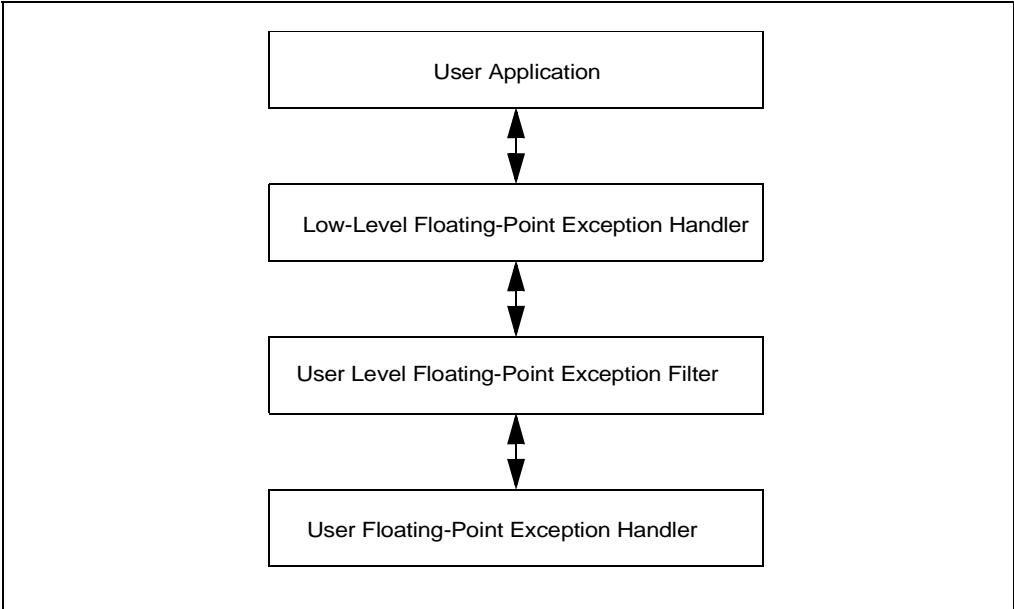 User Application
Low-Level Floating-Point Exception Handler
User Level Floating-Point Exception Filter
User Floating-Point Exception Handler